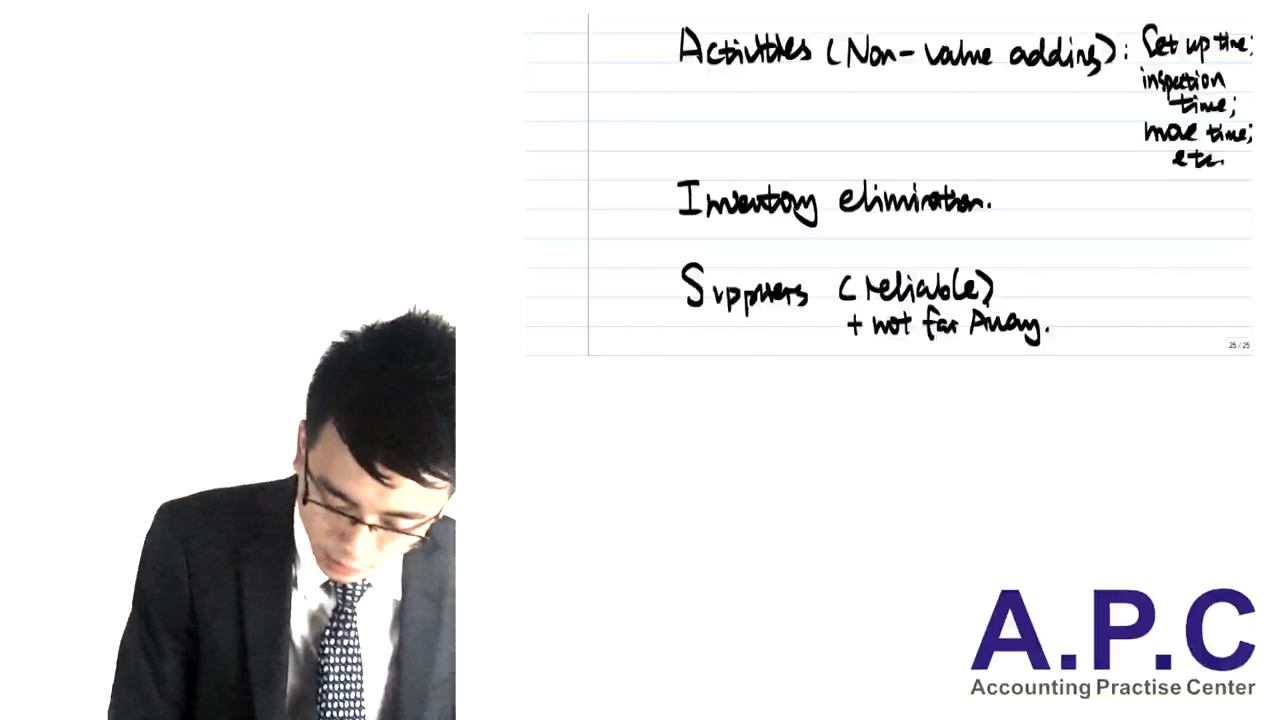 Activities (Non-value adding): Set up time;
inspection
time;
move time;
etc.
Inventory elimination.
Suppliers (reliable)
+ not far Away.
25 / 25
A.P.C
Accounting Practise Center